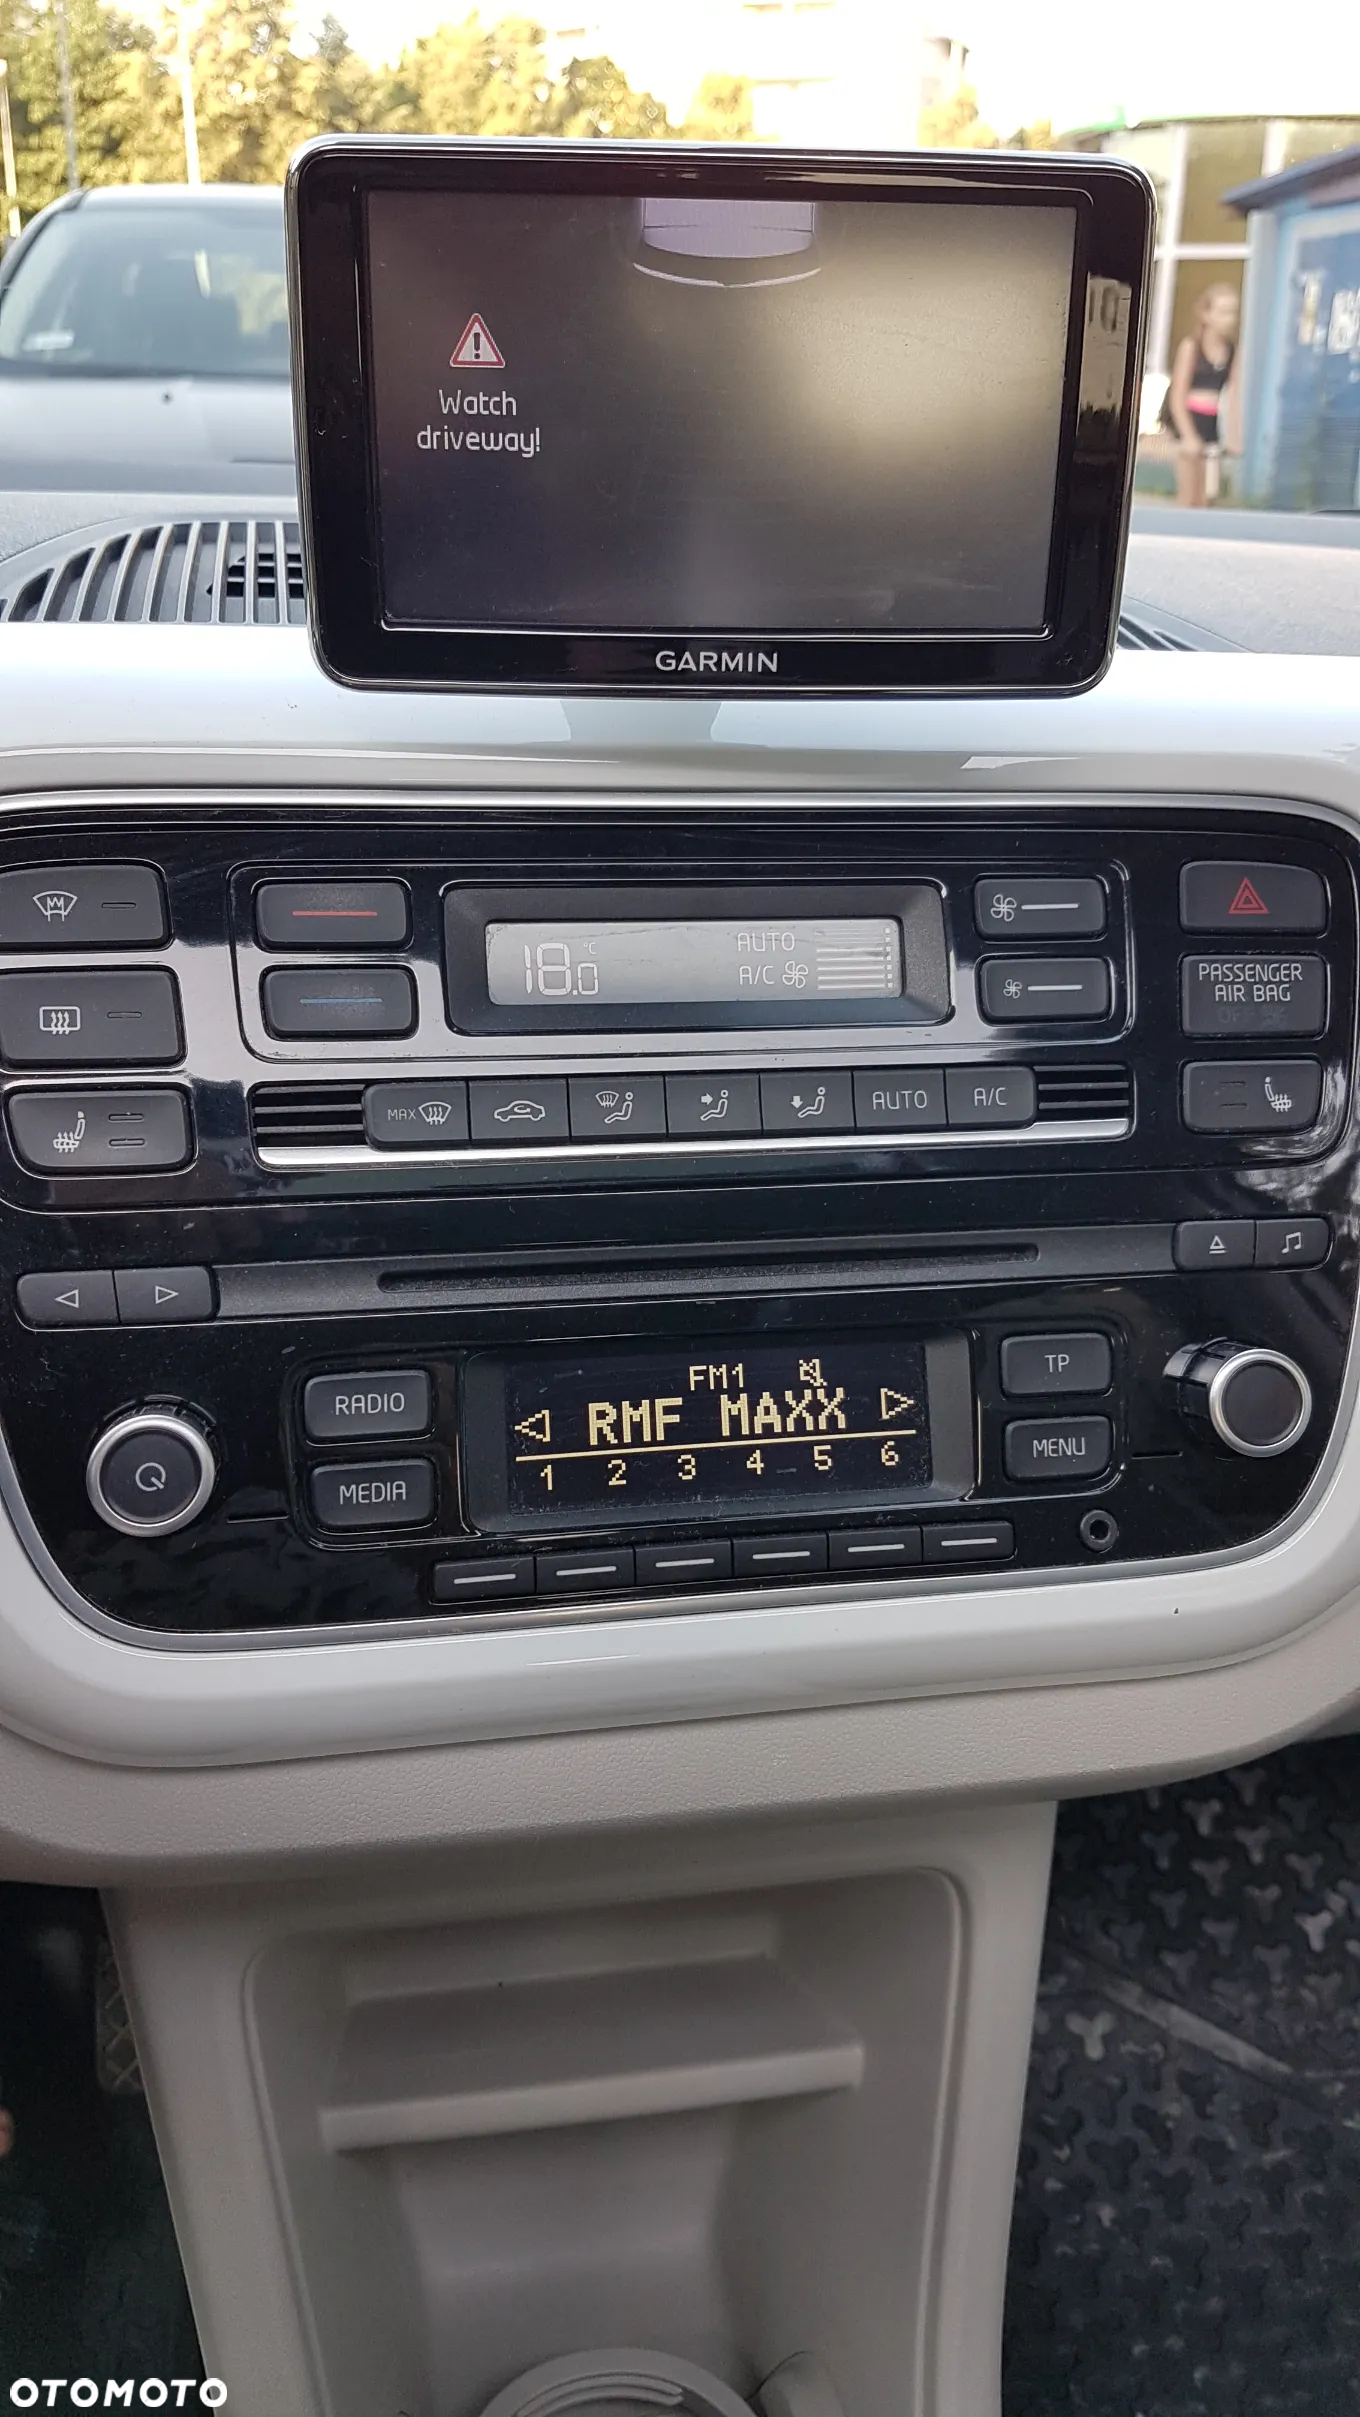 Watch
driveway!
GARMIN
18.0 °C
AUTO
A/C
PASSENGER
AIR BAG
MAX
AUTO
A/C
RADIO
MEDIA
FM1
RMF MAXX
1 2 3 4 5 6
TP
MENU
OTOMOTO